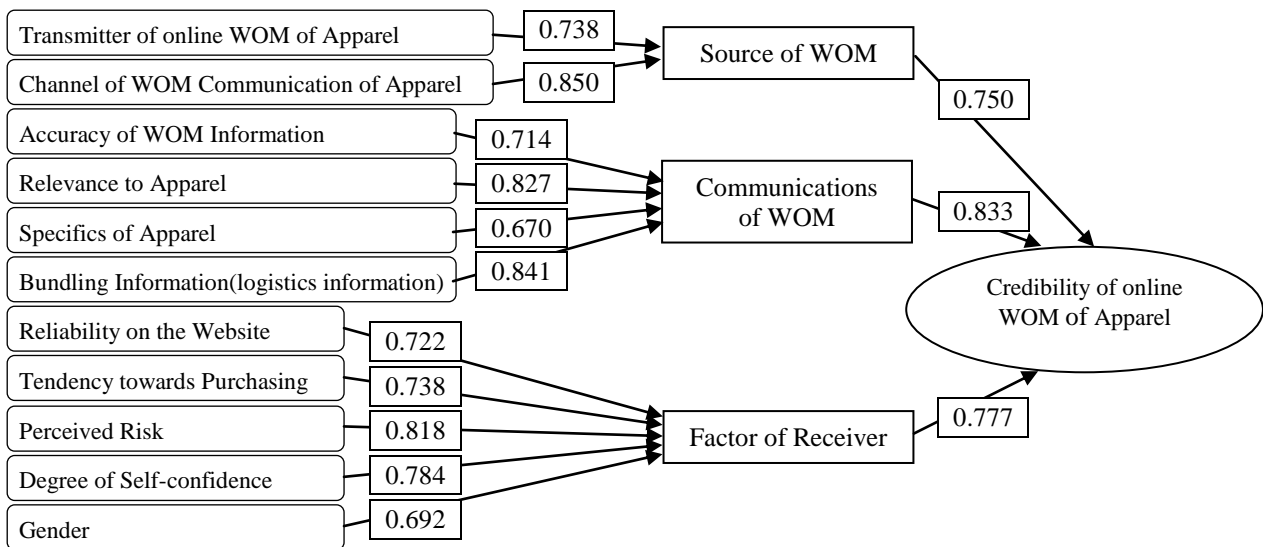 Transmitter of online WOM of Apparel
0.738
Source of WOM
Channel of WOM Communication of Apparel
0.850
0.750
Accuracy of WOM Information
0.714
Relevance to Apparel
0.827
Communications
of WOM
0.833
Specifics of Apparel
0.670
Bundling Information(logistics information)
0.841
Credibility of online
WOM of Apparel
Reliability on the Website
0.722
Tendency towards Purchasing
0.738
0.777
Perceived Risk
0.818
Factor of Receiver
Degree of Self-confidence
0.784
Gender
0.692